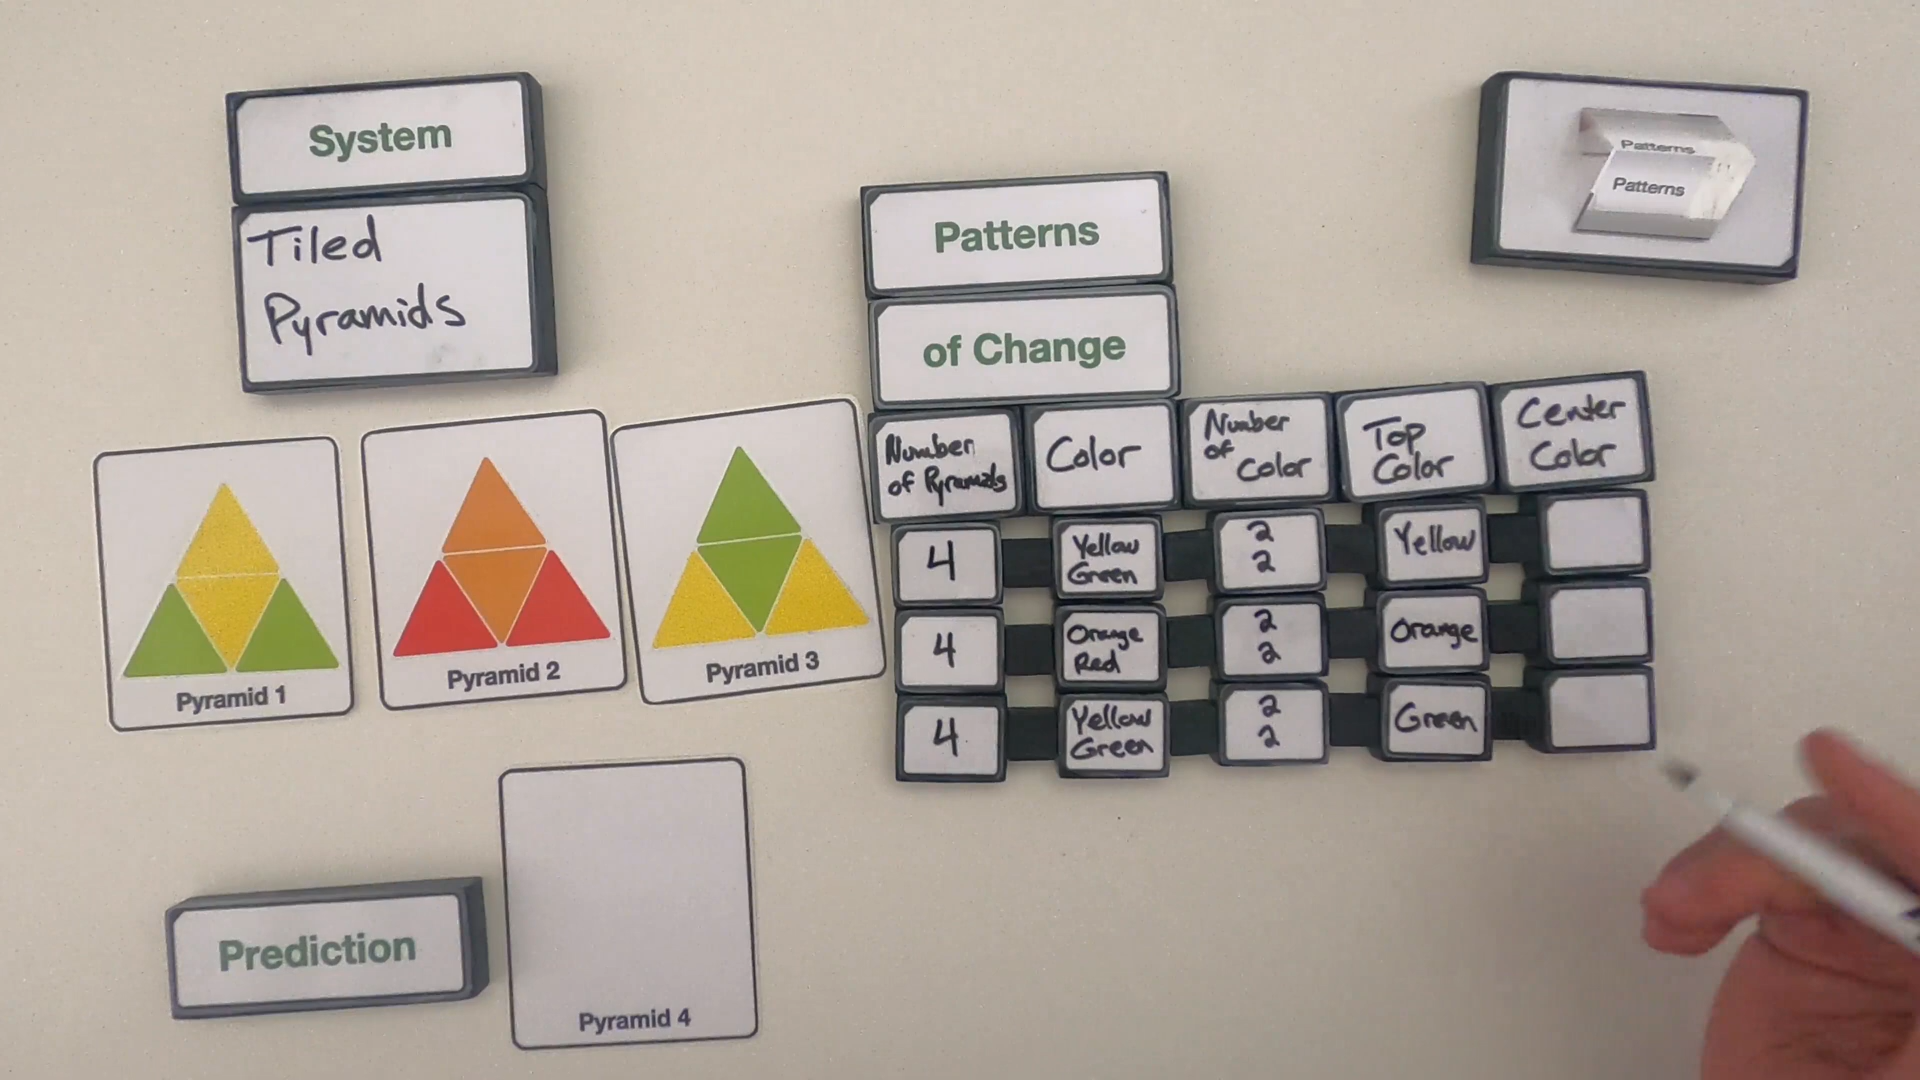 System
Tiled
Pyramids
Patterns
Patterns
Patterns
of Change
Pyramid 1
Pyramid 2
Pyramid 3
Number
of Pyramids
Color
Number
of
Color
Top
Color
Center
Color
4
Yellow
Green
2
2
Yellow
4
Orange
Red
2
2
Orange
4
Yellow
Green
2
2
Green
Prediction
Pyramid 4